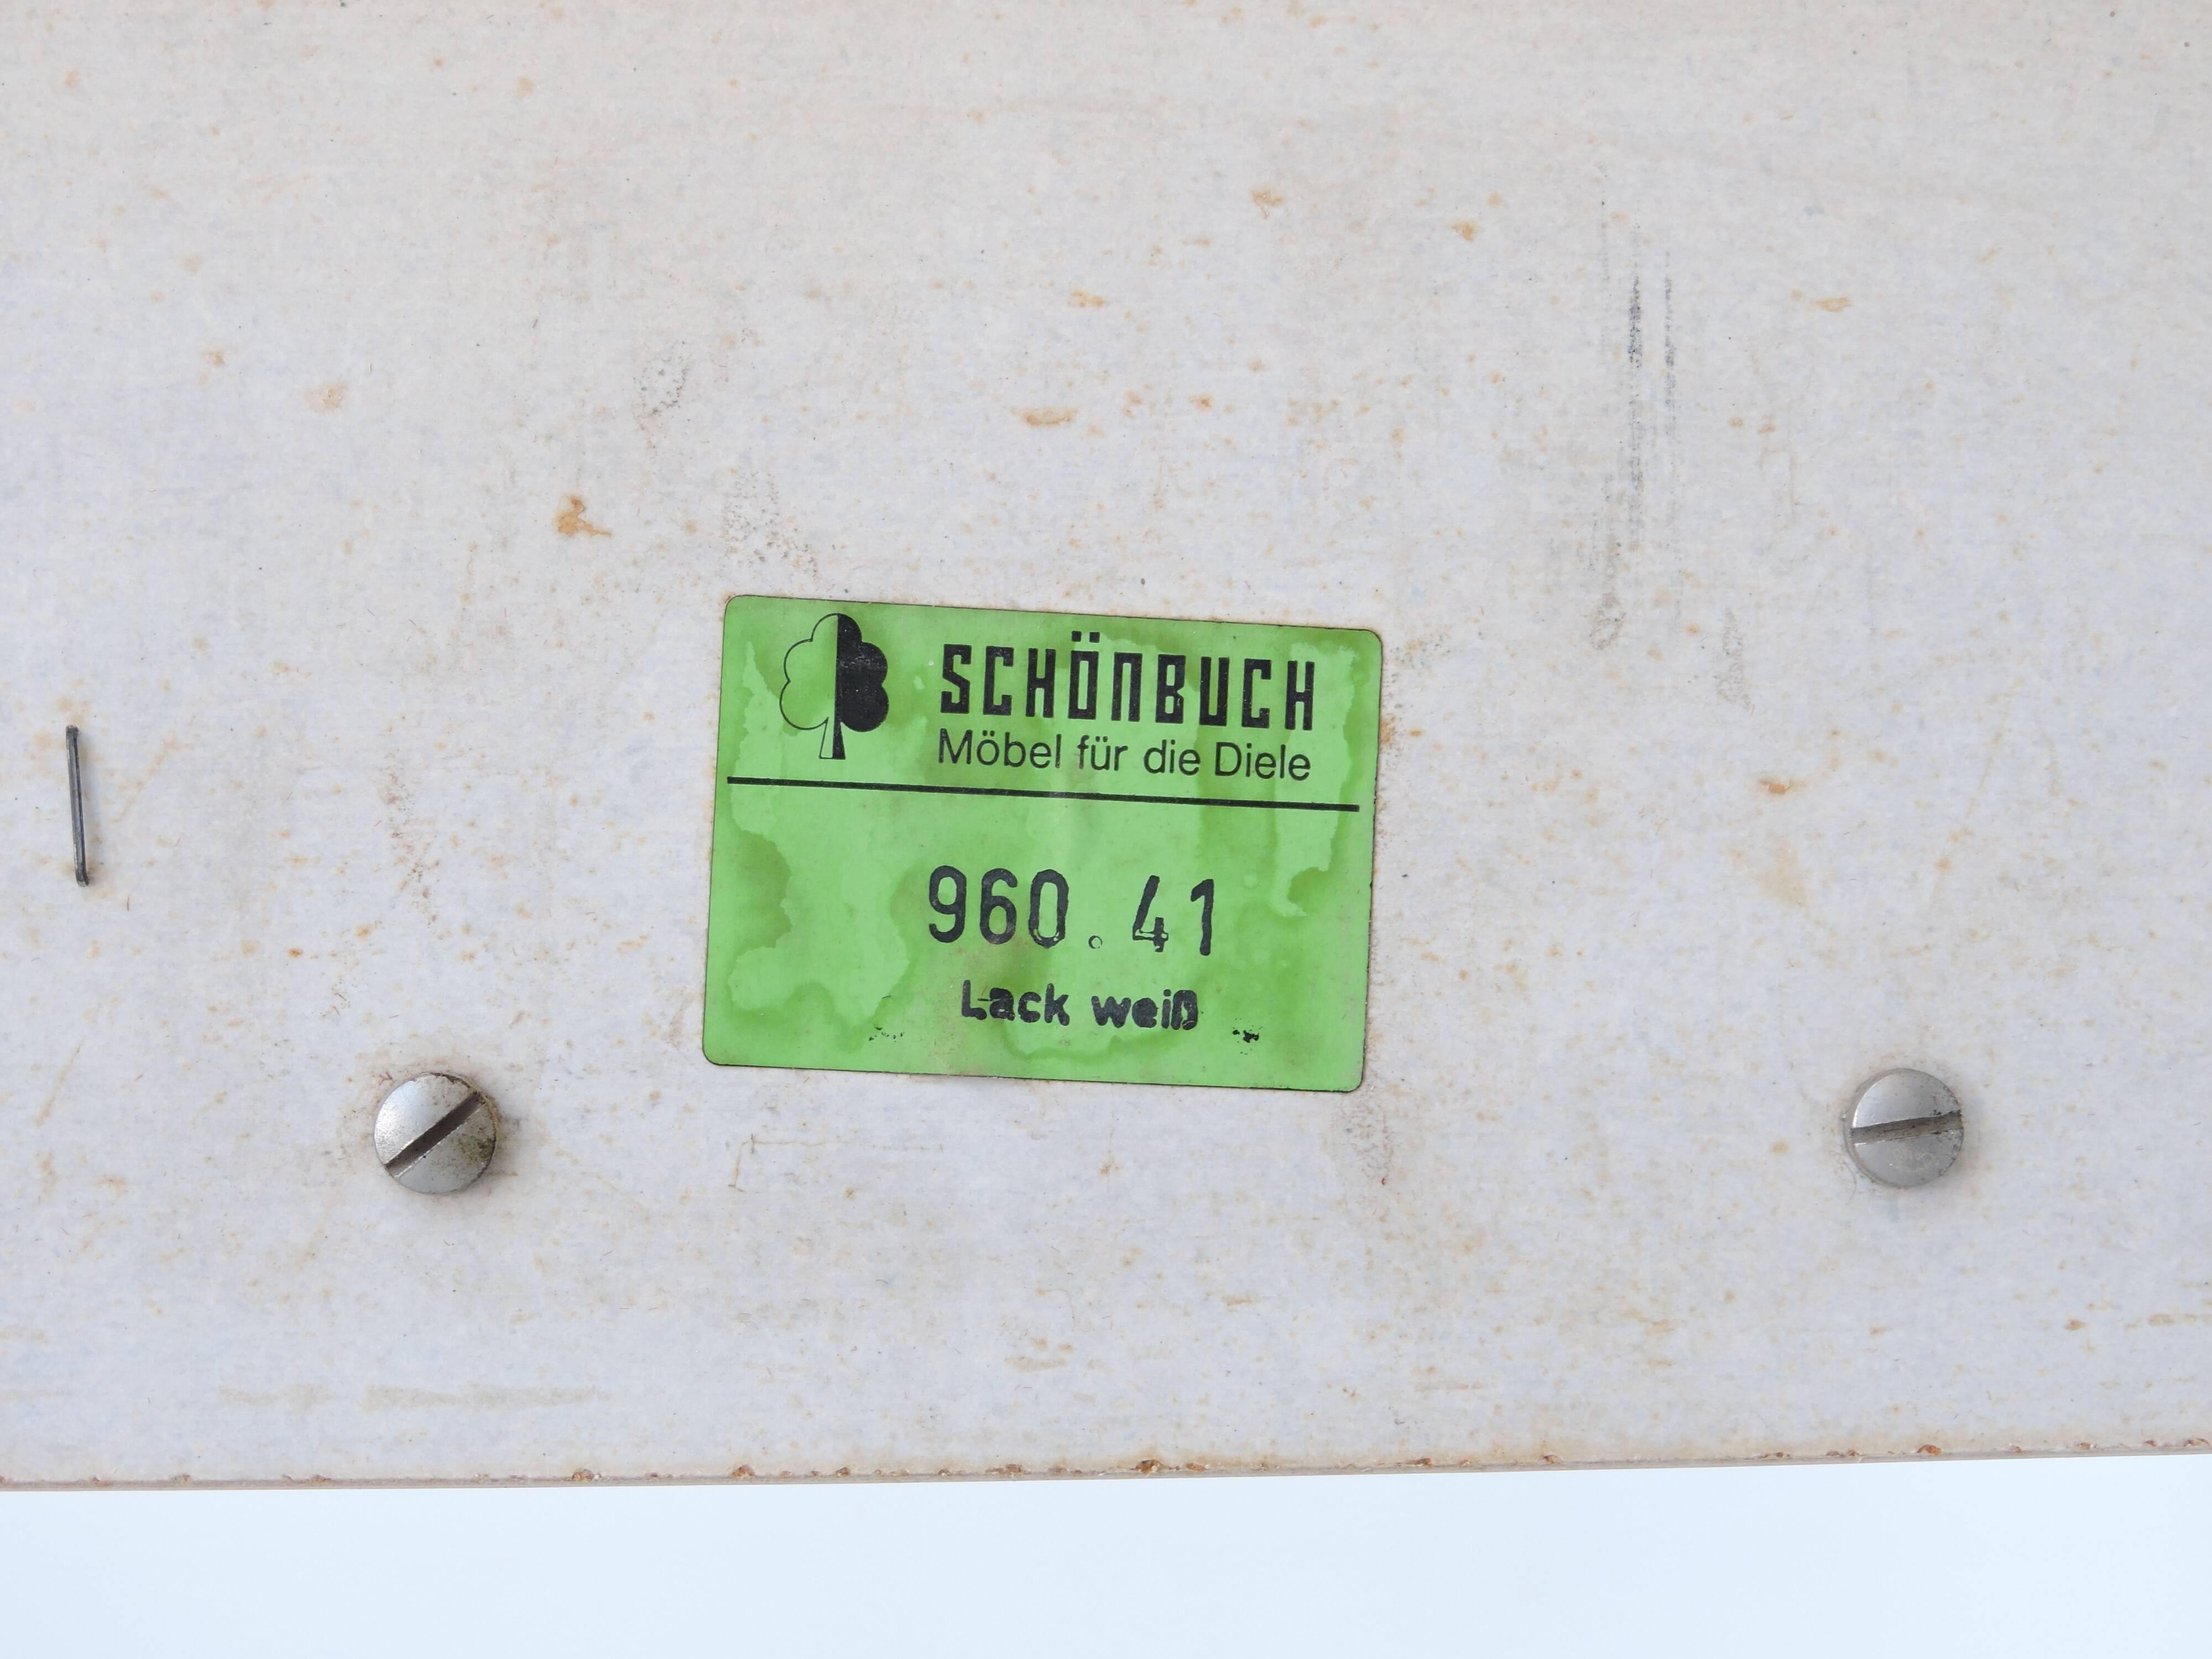 SCHÖNBUCH
Möbel für die Diele
960.41
Lack weiß